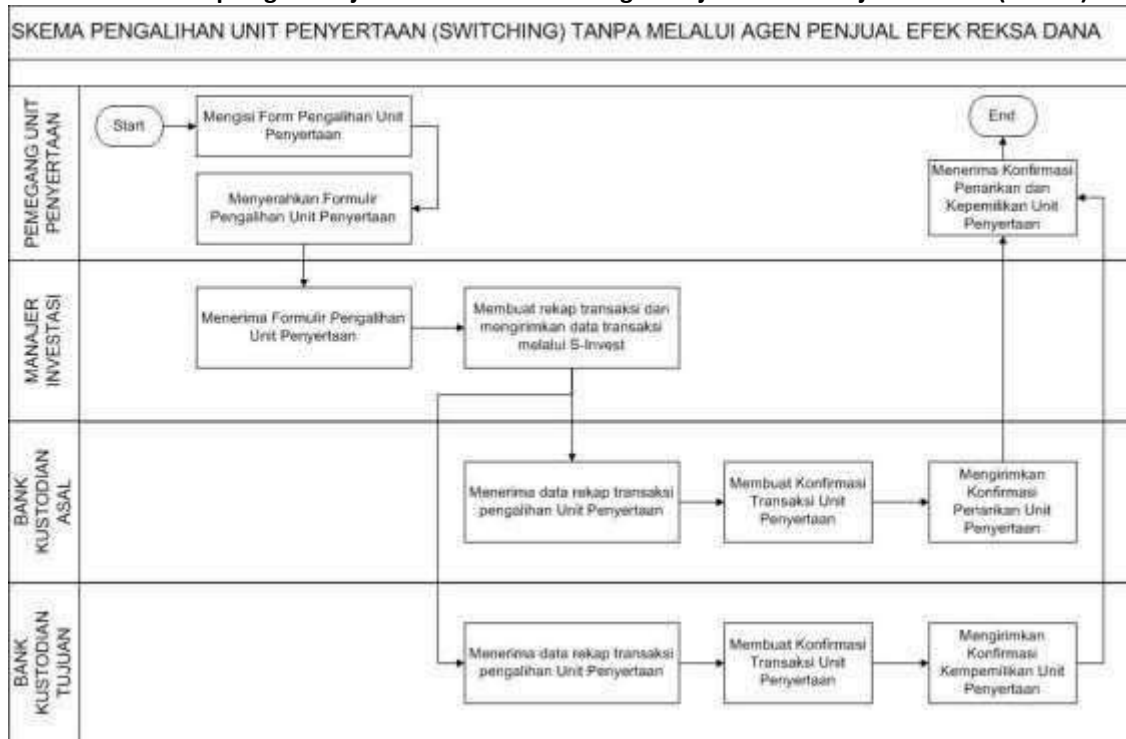 SKEMA PENGALIHAN UNIT PENYERTAAN (SWITCHING) TANPA MELALUI AGEN PENJUAL EFEK REKSA DANA
PEMEGANG UNIT
PENYERTAAN
Start
Mengisi Form Pengalihan Unit
Penyertaan
Menyerahkan Formulir
Pengalihan Unit Penyertaan
End
Menerima Konfirmasi
Penarikan dan
Kepemilikan Unit
Penyertaan
MANAJER
INVESTASI
Menerima Formulir Pengalihan
Unit Penyertaan
Membuat rekap transaksi dan
mengirimkan data transaksi
melalui S-Invest
BANK
KUSTODIAN
ASAL
Menerima data rekap transaksi
pengalihan Unit Penyertaan
Membuat Konfirmasi
Transaksi Unit
Penyertaan
Mengirimkan
Konfirmasi
Penarikan Unit
Penyertaan
BANK
KUSTODIAN
TUJUAN
Menerima data rekap transaksi
pengalihan Unit Penyertaan
Membuat Konfirmasi
Transaksi Unit
Penyertaan
Mengirimkan
Konfirmasi
Kempemilikan Unit
Penyertaan